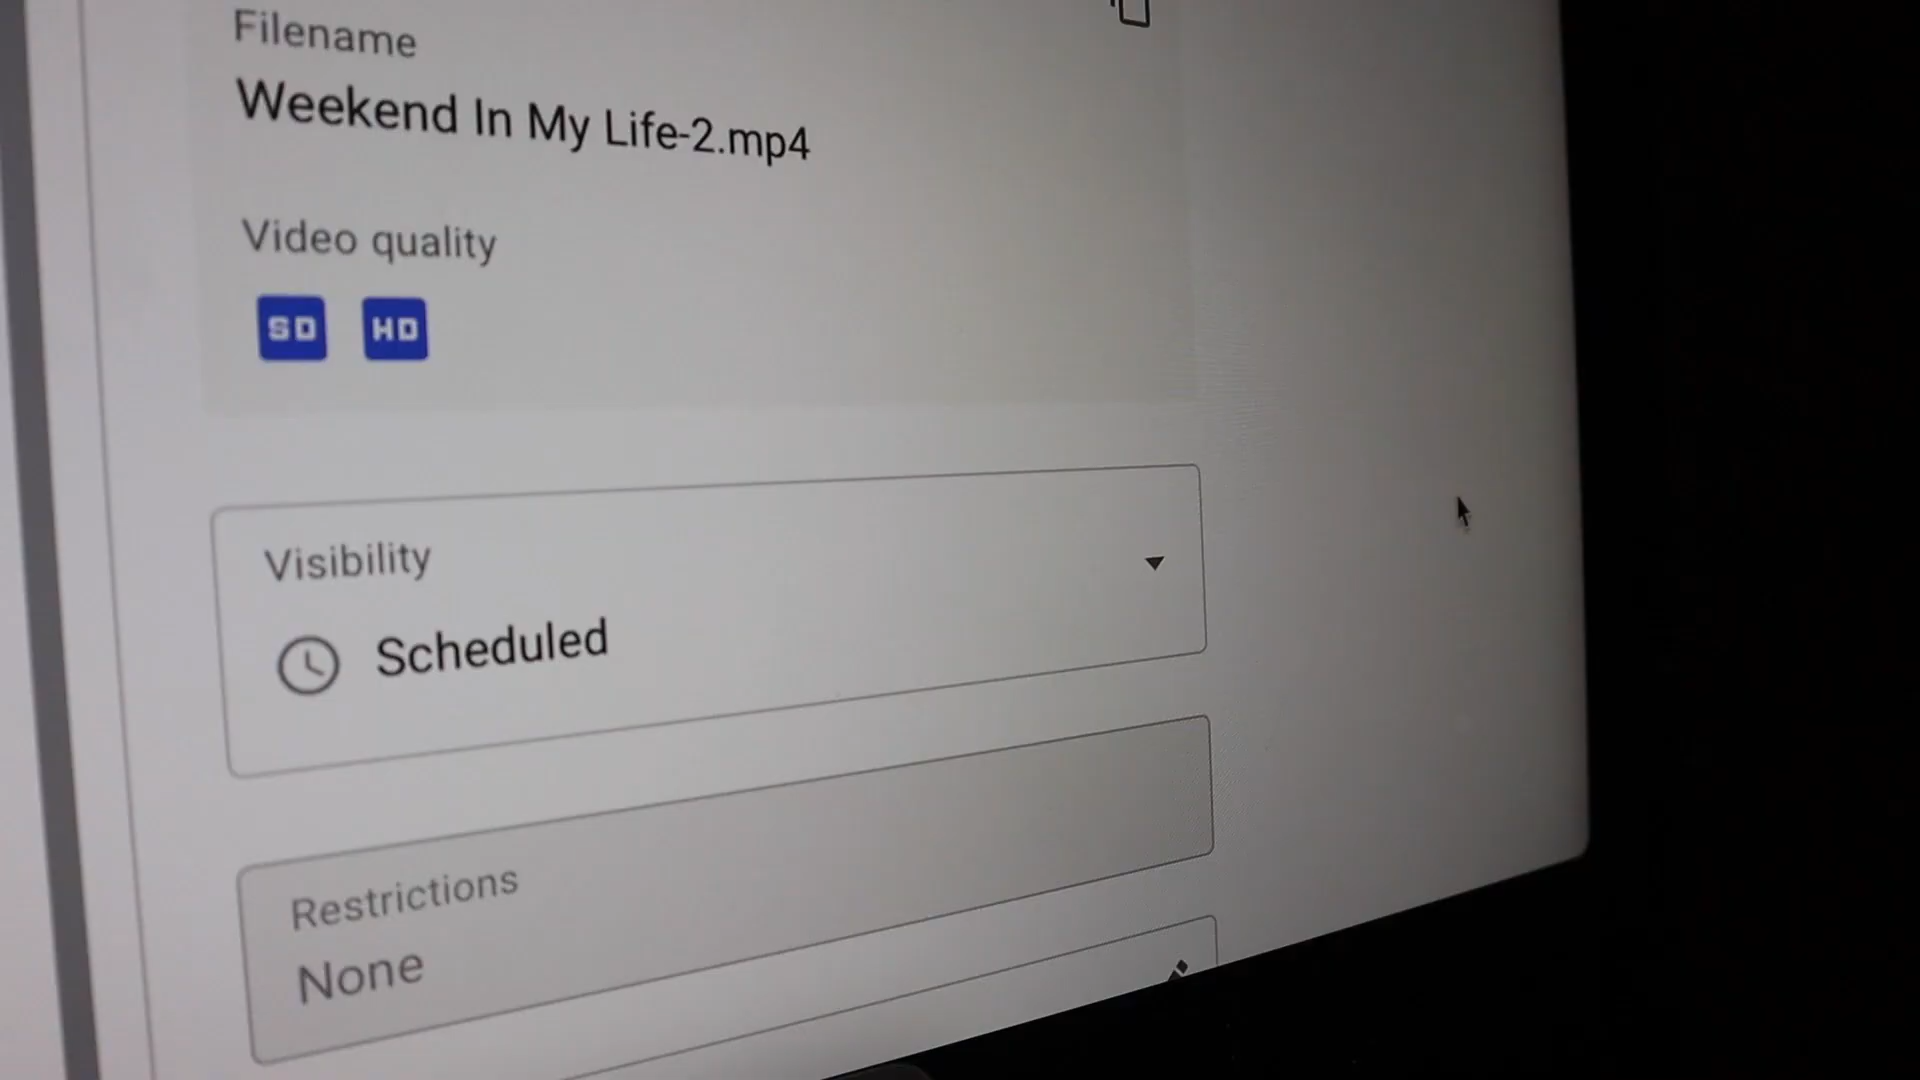 Filename
Weekend In My Life-2.mp4
Video quality
SD HD
Visibility
Scheduled
Restrictions
None